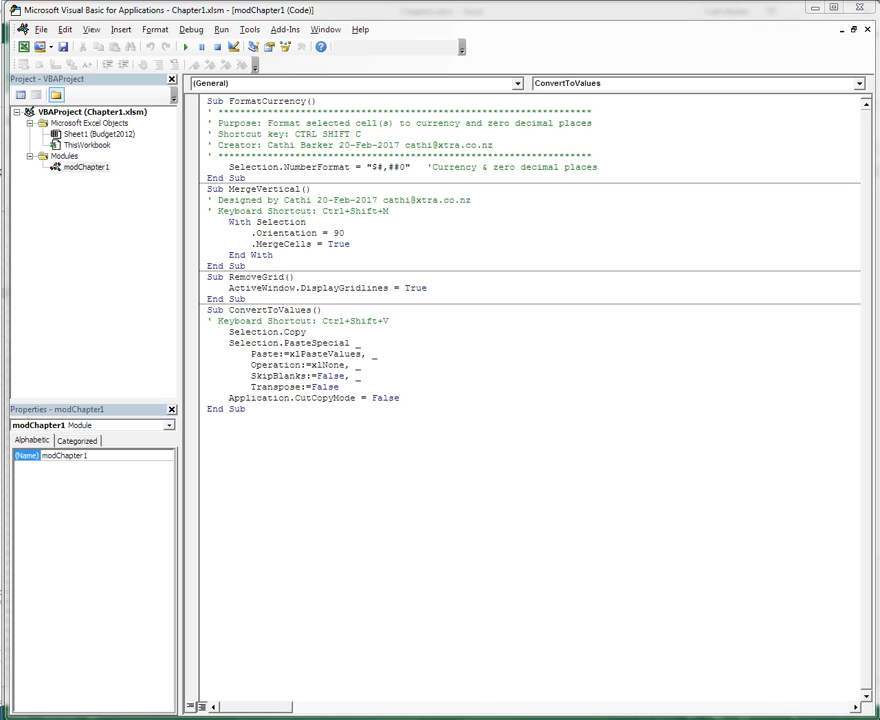 Microsoft Visual Basic for Applications - Chapter1.xlsm - [modChapter1 (Code)]
File Edit View Insert Format Debug Run Tools Add-Ins Window Help
Project - VBAProject
VBAProject (Chapter1.xlsm)
Microsoft Excel Objects
Sheet1 (Budget2012)
ThisWorkbook
Modules
modChapter1
Properties - modChapter1
modChapter1 Module
Alphabetic Categorized
(Name) modChapter1
(General) ConvertToValues
Sub FormatCurrency()
' ********************************************************************
' Purpose: Format selected cell(s) to currency and zero decimal places
' Shortcut key: CTRL SHIFT C
' Creator: Cathi Barker 20-Feb-2017 cathi@xtra.co.nz
' ********************************************************************
Selection.NumberFormat = "$#,##0" 'Currency & zero decimal places
End Sub
Sub MergeVertical()
' Designed by Cathi 20-Feb-2017 cathi@xtra.co.nz
' Keyboard Shortcut: Ctrl+Shift+M
With Selection
.Orientation = 90
.MergeCells = True
End With
End Sub
Sub RemoveGrid()
ActiveWindow.DisplayGridlines = True
End Sub
Sub ConvertToValues()
' Keyboard Shortcut: Ctrl+Shift+V
Selection.Copy
Selection.PasteSpecial _
Paste:=xlPasteValues, _
Operation:=xlNone, _
SkipBlanks:=False, _
Transpose:=False
Application.CutCopyMode = False
End Sub